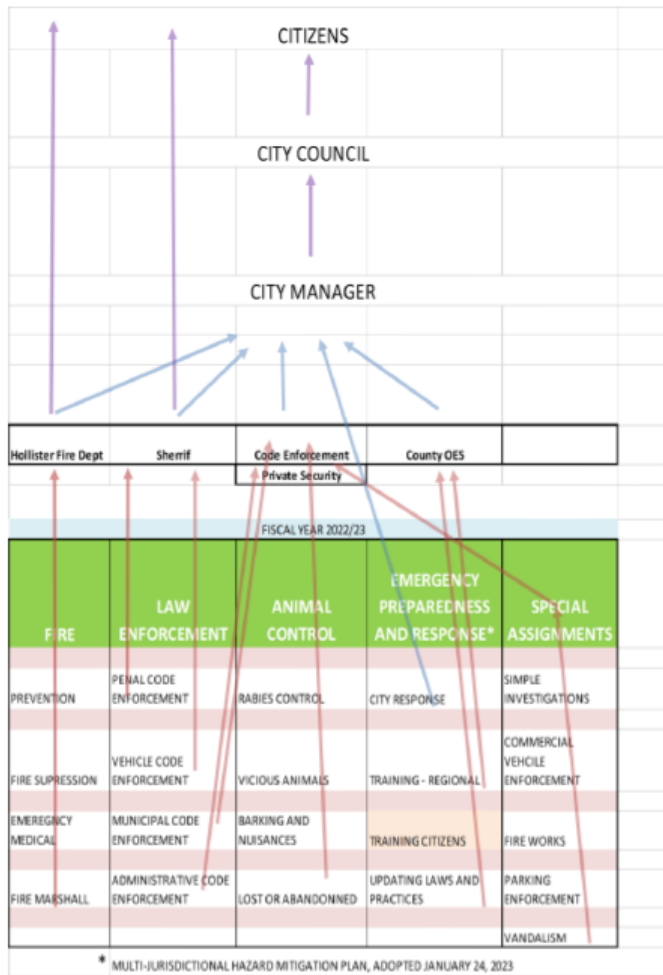 CITIZENS
CITY COUNCIL
CITY MANAGER
Hollister Fire Dept Sherrif Code Enforcement County OES
Private Security
FISCAL YEAR 2022/23
FIRE LAW ENFORCEMENT ANIMAL CONTROL EMERGENCY PREPAREDNESS AND RESPONSE* SPECIAL ASSIGNMENTS
PREVENTION PENAL CODE ENFORCEMENT RABIES CONTROL CITY RESPONSE SIMPLE INVESTIGATIONS
FIRE SUPRESSION VEHICLE CODE ENFORCEMENT VICIOUS ANIMALS TRAINING - REGIONAL COMMERCIAL VEHCILE ENFORCEMENT
EMEREGNCY MEDICAL MUNICIPAL CODE ENFORCEMENT BARKING AND NUISANCES TRAINING CITIZENS FIRE WORKS
FIRE MARSHALL ADMINISTRATIVE CODE ENFORCEMENT LOST OR ABANDONNED UPDATING LAWS AND PRACTICES PARKING ENFORCEMENT
VANDALISM
* MULTI-JURISDICTIONAL HAZARD MITIGATION PLAN, ADOPTED JANUARY 24, 2023